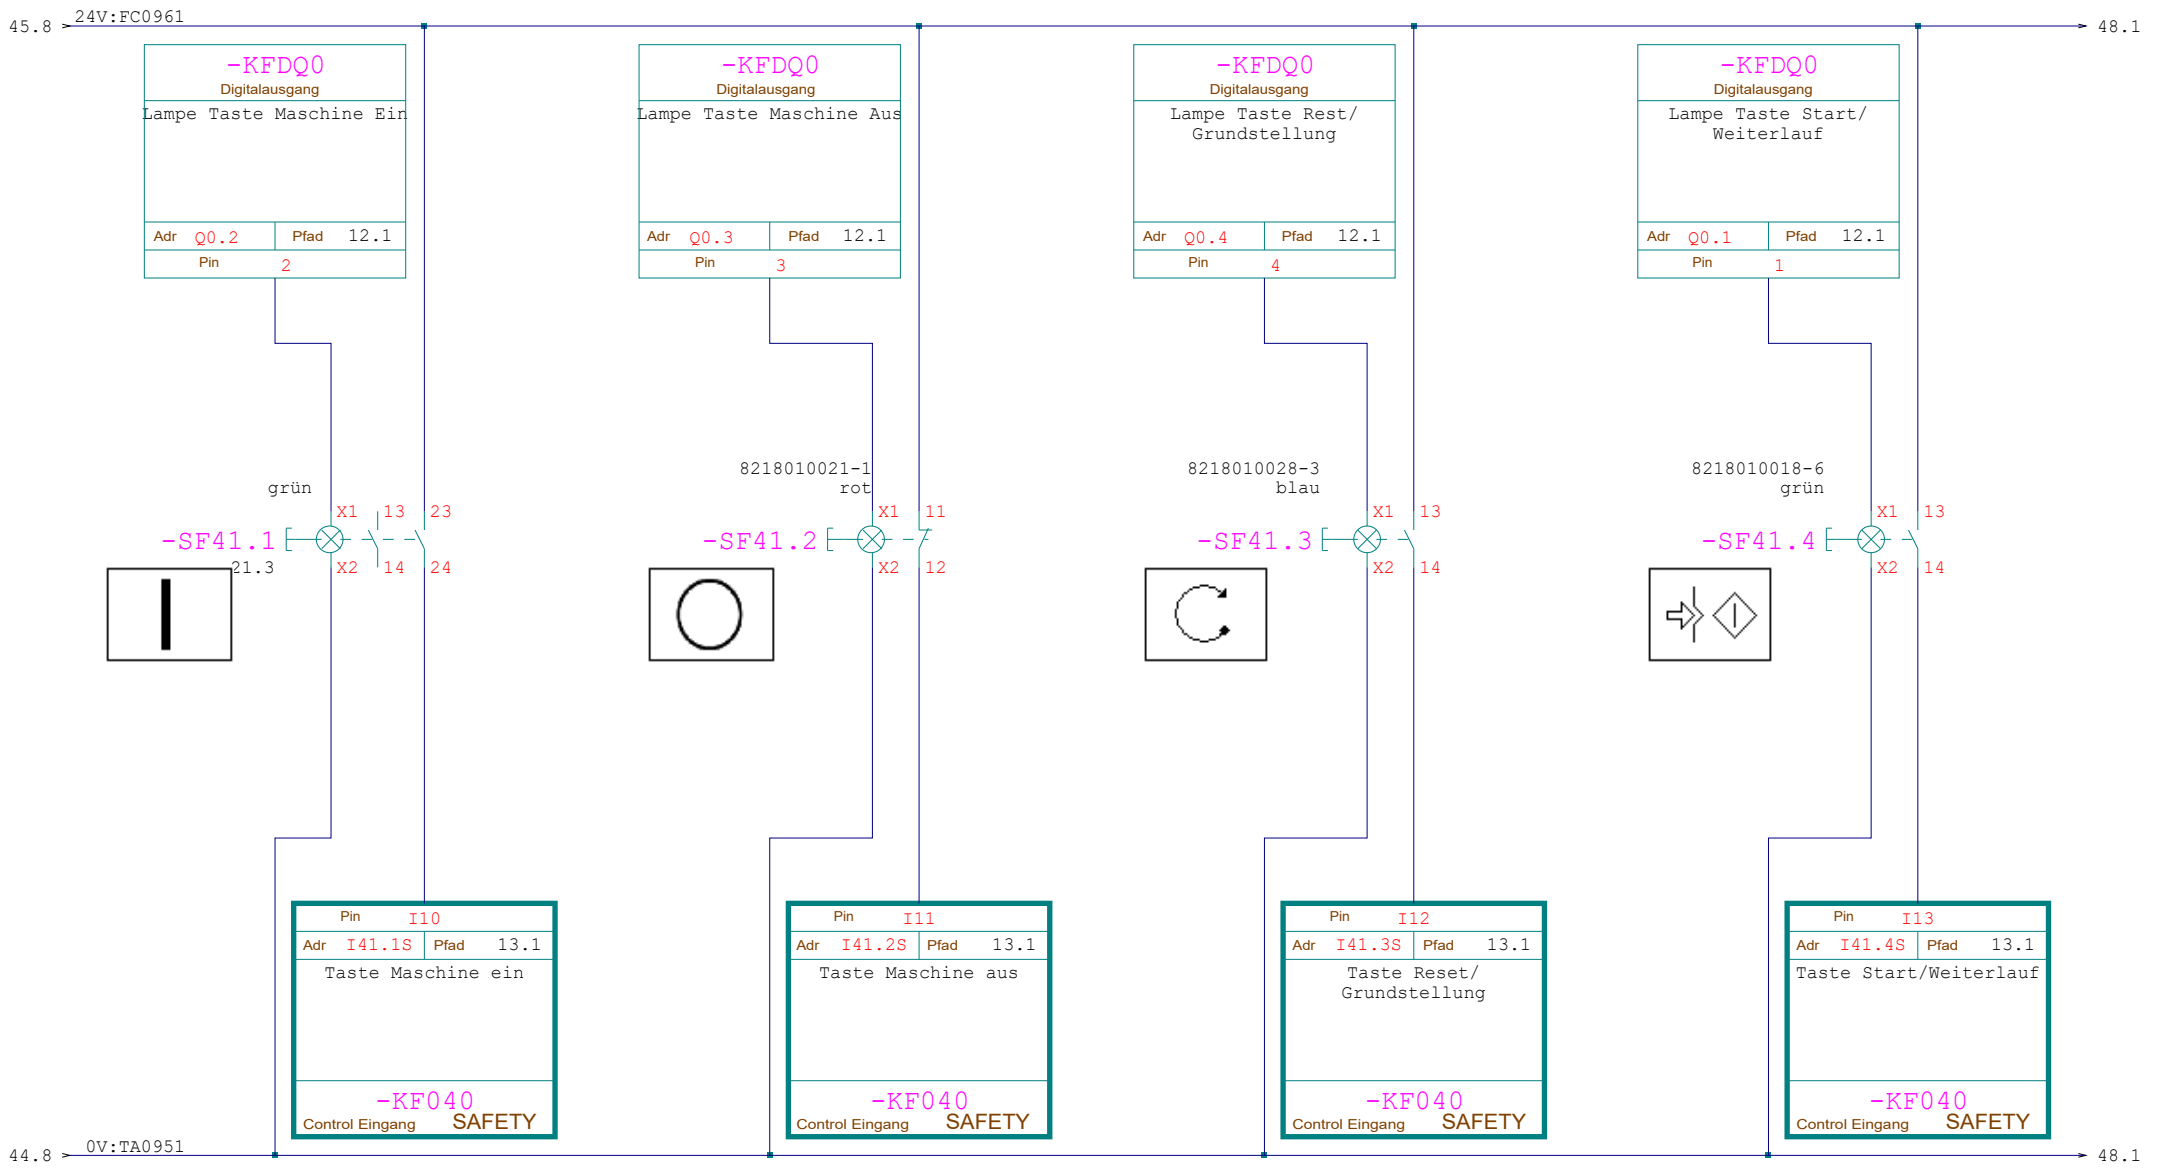 45.8 24V:FC0961 48.1
-KFDQ0
Digitalausgang
Lampe Taste Maschine Ein
Adr Q0.2 Pfad 12.1
Pin 2
-KFDQ0
Digitalausgang
Lampe Taste Maschine Aus
Adr Q0.3 Pfad 12.1
Pin 3
-KFDQ0
Digitalausgang
Lampe Taste Rest/
Grundstellung
Adr Q0.4 Pfad 12.1
Pin 4
-KFDQ0
Digitalausgang
Lampe Taste Start/
Weiterlauf
Adr Q0.1 Pfad 12.1
Pin 1
grün
X1 13 23
-SF41.1
21.3 X2 14 24
8218010021-1
rot
X1 11
-SF41.2
X2 12
8218010028-3
blau
X1 13
-SF41.3
X2 14
8218010018-6
grün
X1 13
-SF41.4
X2 14
Pin I10
Adr I41.1S Pfad 13.1
Taste Maschine ein
-KF040
Control Eingang SAFETY
Pin I11
Adr I41.2S Pfad 13.1
Taste Maschine aus
-KF040
Control Eingang SAFETY
Pin I12
Adr I41.3S Pfad 13.1
Taste Reset/
Grundstellung
-KF040
Control Eingang SAFETY
Pin I13
Adr I41.4S Pfad 13.1
Taste Start/Weiterlauf
-KF040
Control Eingang SAFETY
44.8 0V:TA0951 48.1